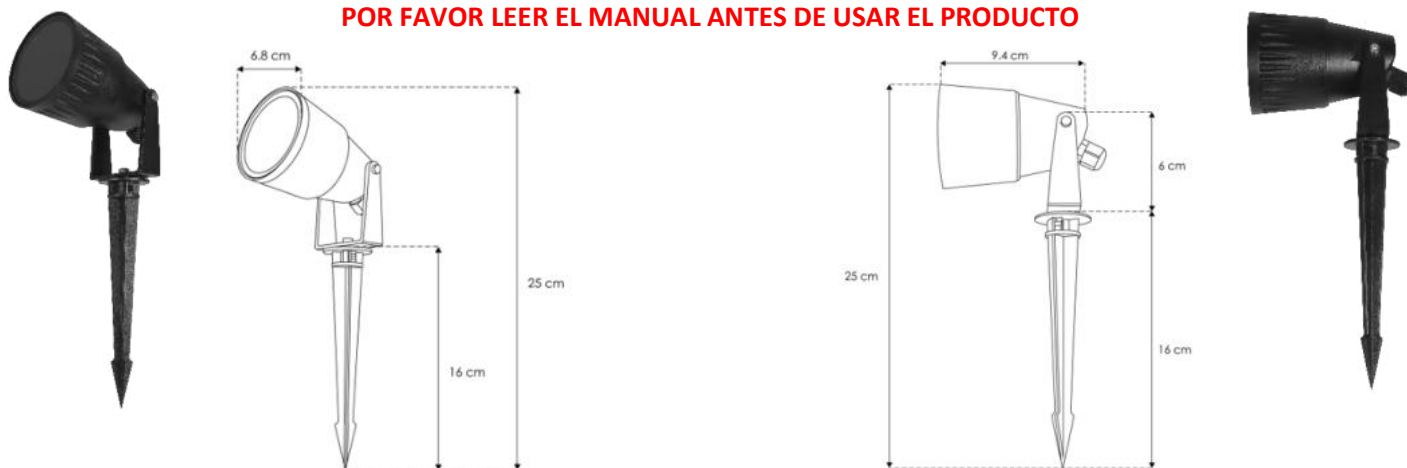 POR FAVOR LEER EL MANUAL ANTES DE USAR EL PRODUCTO
6.8 cm
25 cm
16 cm
9.4 cm
25 cm
6 cm
16 cm